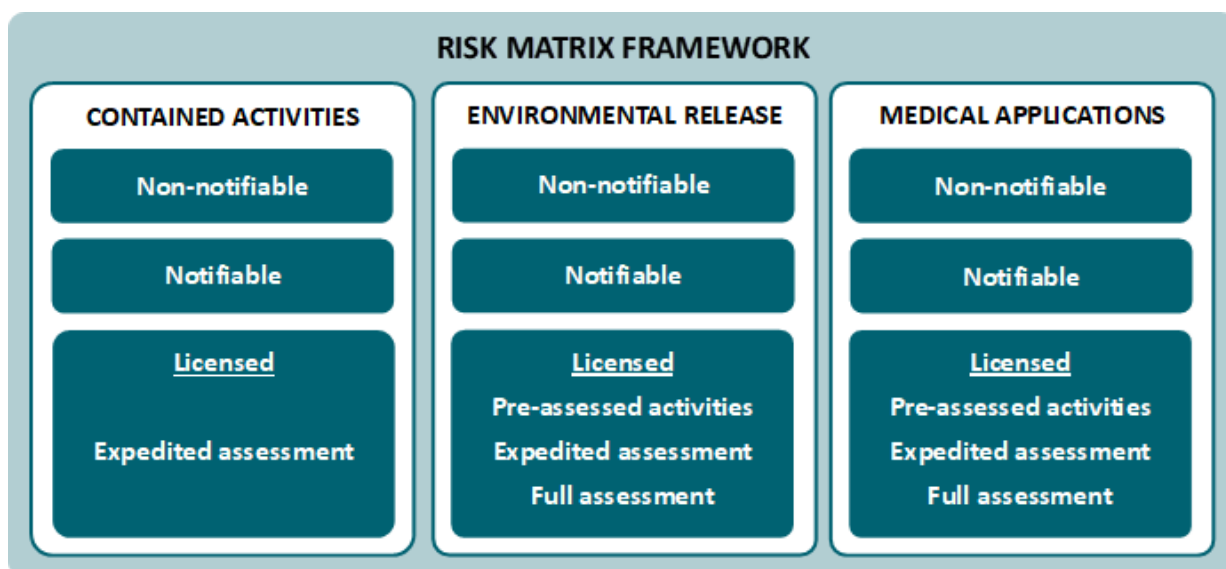 RISK MATRIX FRAMEWORK
CONTAINED ACTIVITIES
Non-notifiable
Notifiable
Licensed
Expedited assessment
ENVIRONMENTAL RELEASE
Non-notifiable
Notifiable
Licensed
Pre-assessed activities
Expedited assessment
Full assessment
MEDICAL APPLICATIONS
Non-notifiable
Notifiable
Licensed
Pre-assessed activities
Expedited assessment
Full assessment